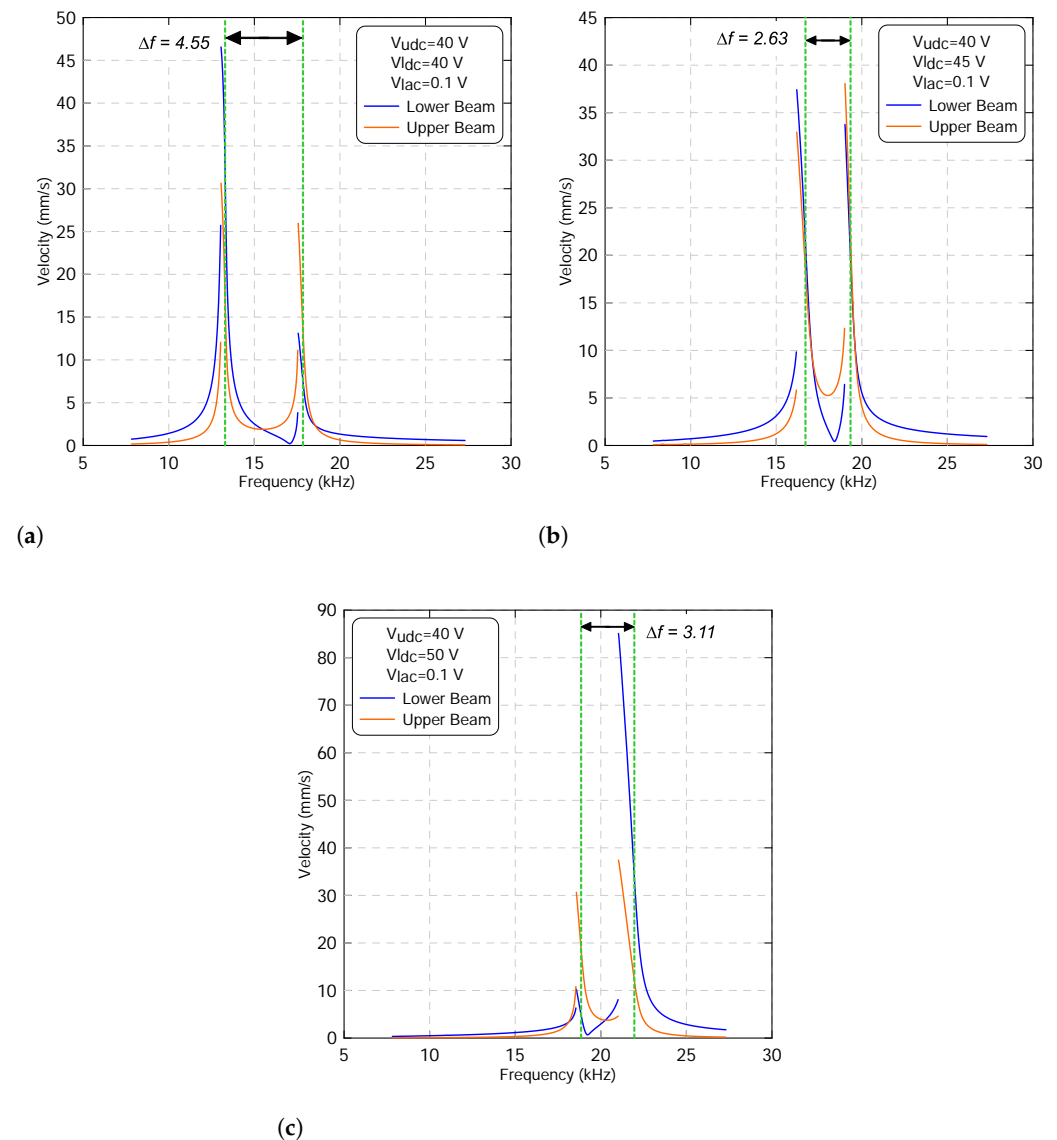 50
45
40
35
30
25
20
15
10
5
0
Velocity (mm/s)
5 10 15 20 25 30
Frequency (kHz)
Δf = 4.55
Vudc=40 V
Vldc=40 V
Vlac=0.1 V
Lower Beam
Upper Beam
(a)
45
40
35
30
25
20
15
10
5
0
Velocity (mm/s)
5 10 15 20 25 30
Frequency (kHz)
Δf = 2.63
Vudc=40 V
Vldc=45 V
Vlac=0.1 V
Lower Beam
Upper Beam
(b)
90
80
70
60
50
40
30
20
10
0
Velocity (mm/s)
5 10 15 20 25 30
Frequency (kHz)
Vudc=40 V
Vldc=50 V
Vlac=0.1 V
Lower Beam
Upper Beam
Δf = 3.11
(c)